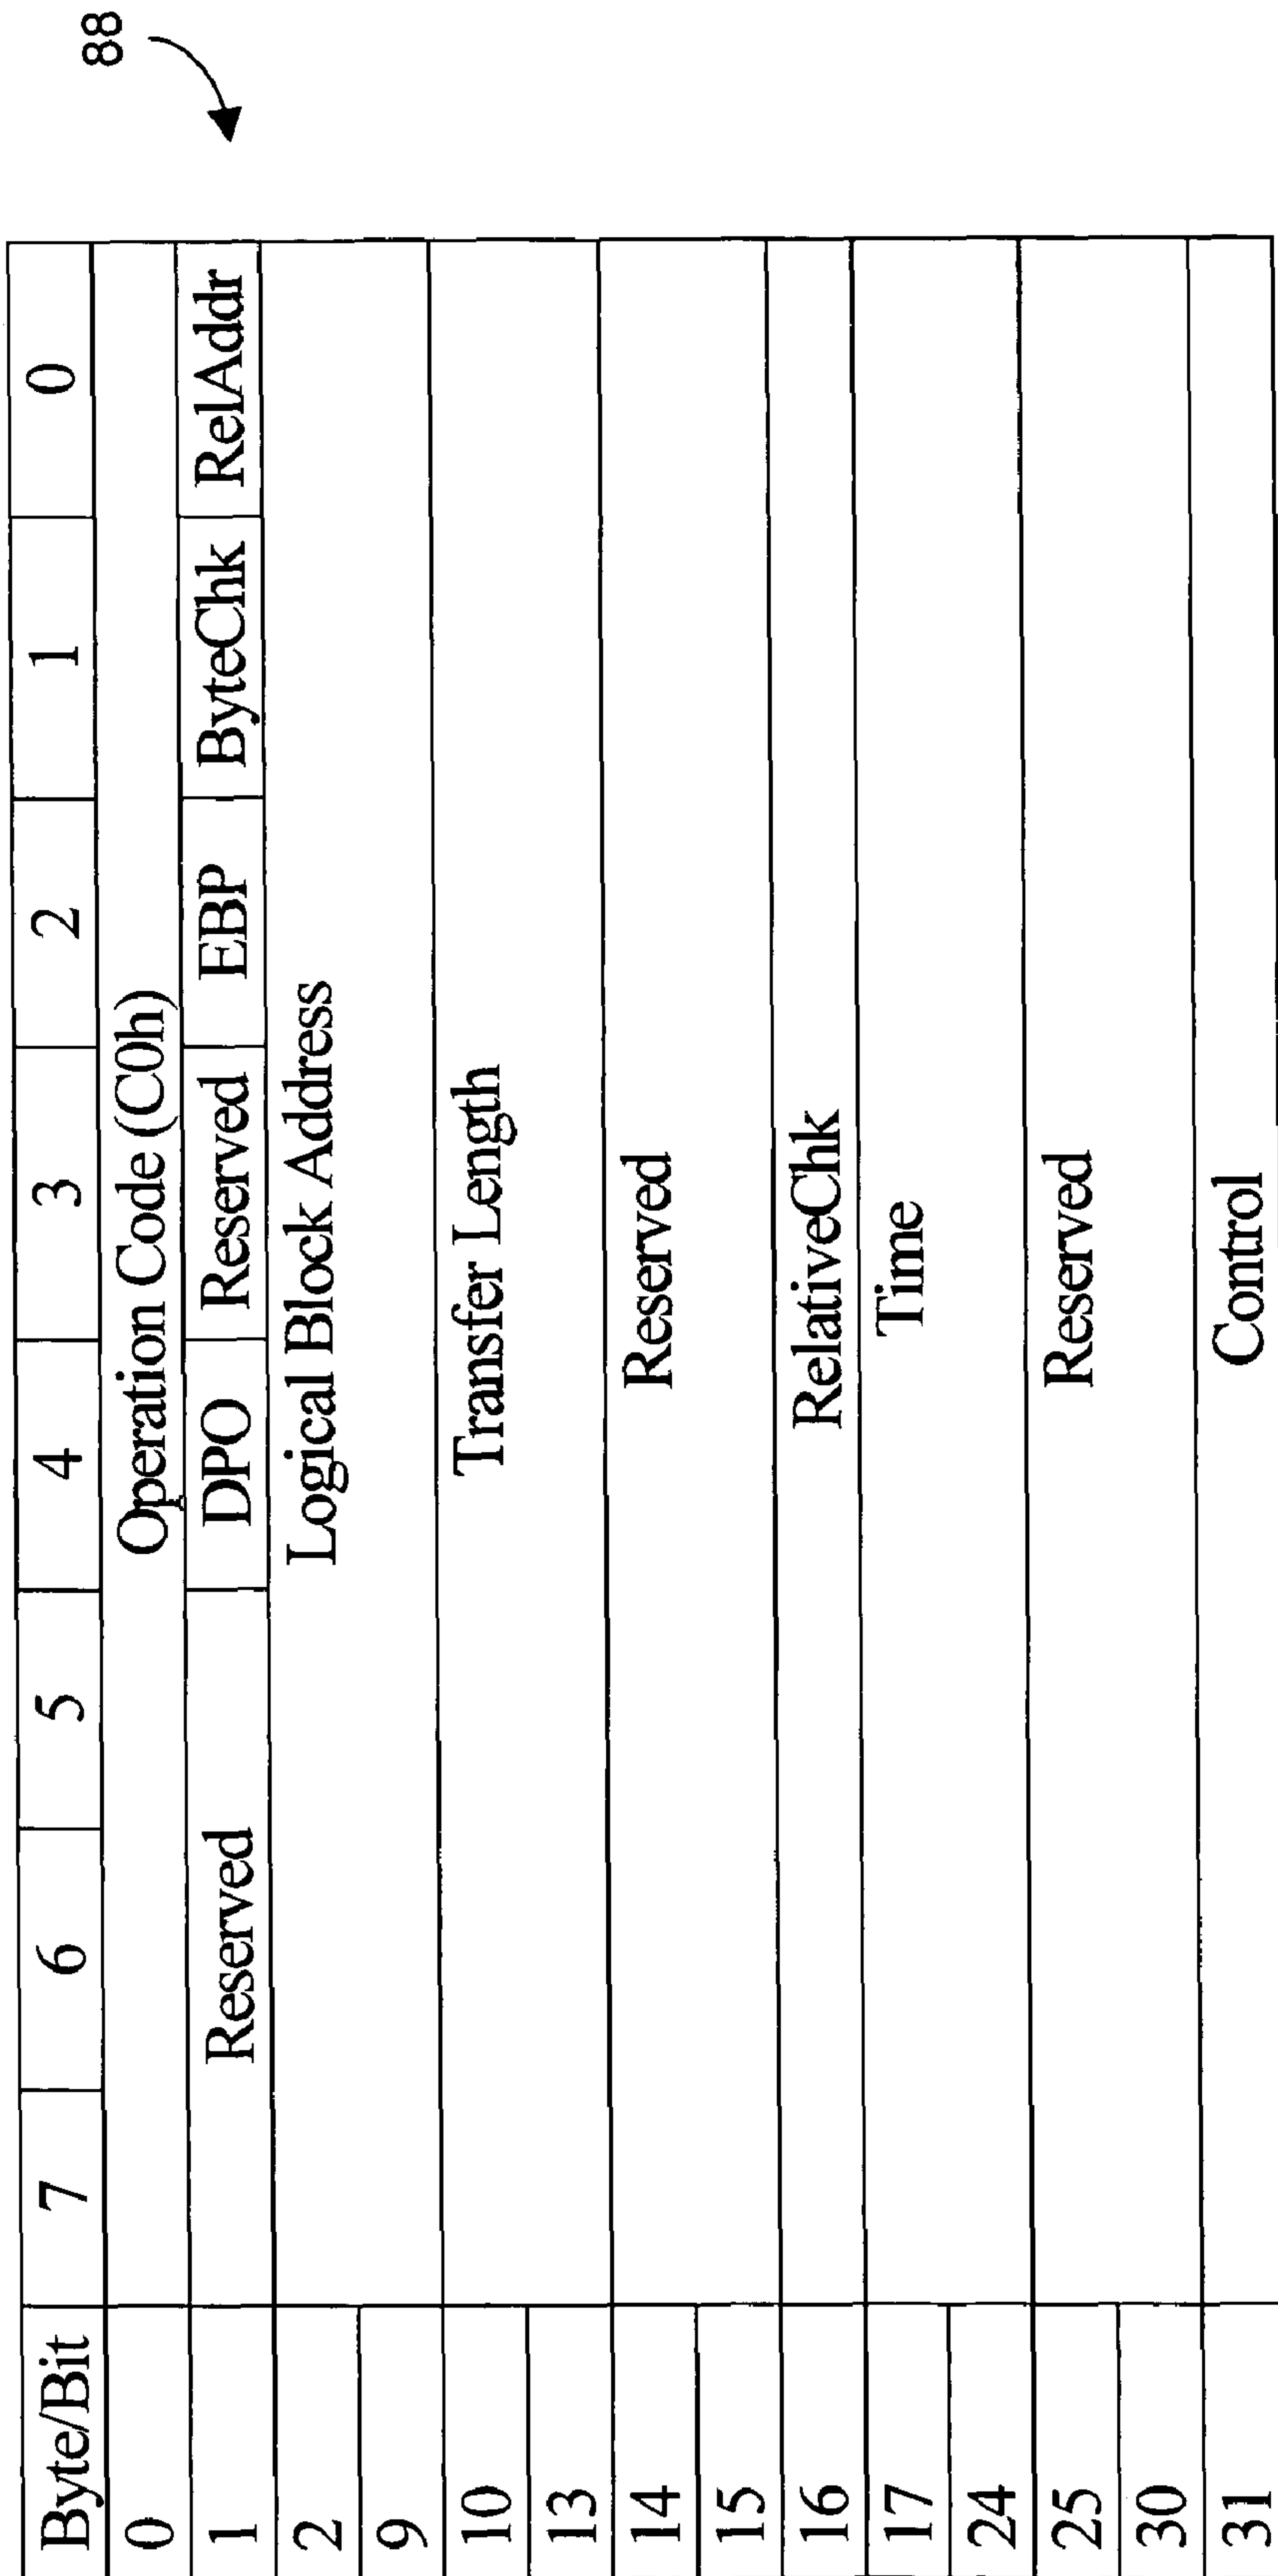 88
Byte/Bit 7 6 5 4 3 2 1 0
0 Operation Code (C0h)
1 Reserved DPO Reserved EBP ByteChk RelAddr
2 Logical Block Address
9
10 Transfer Length
13
14 Reserved
15
16 RelativeChk
17 Time
24
25 Reserved
30
31 Control